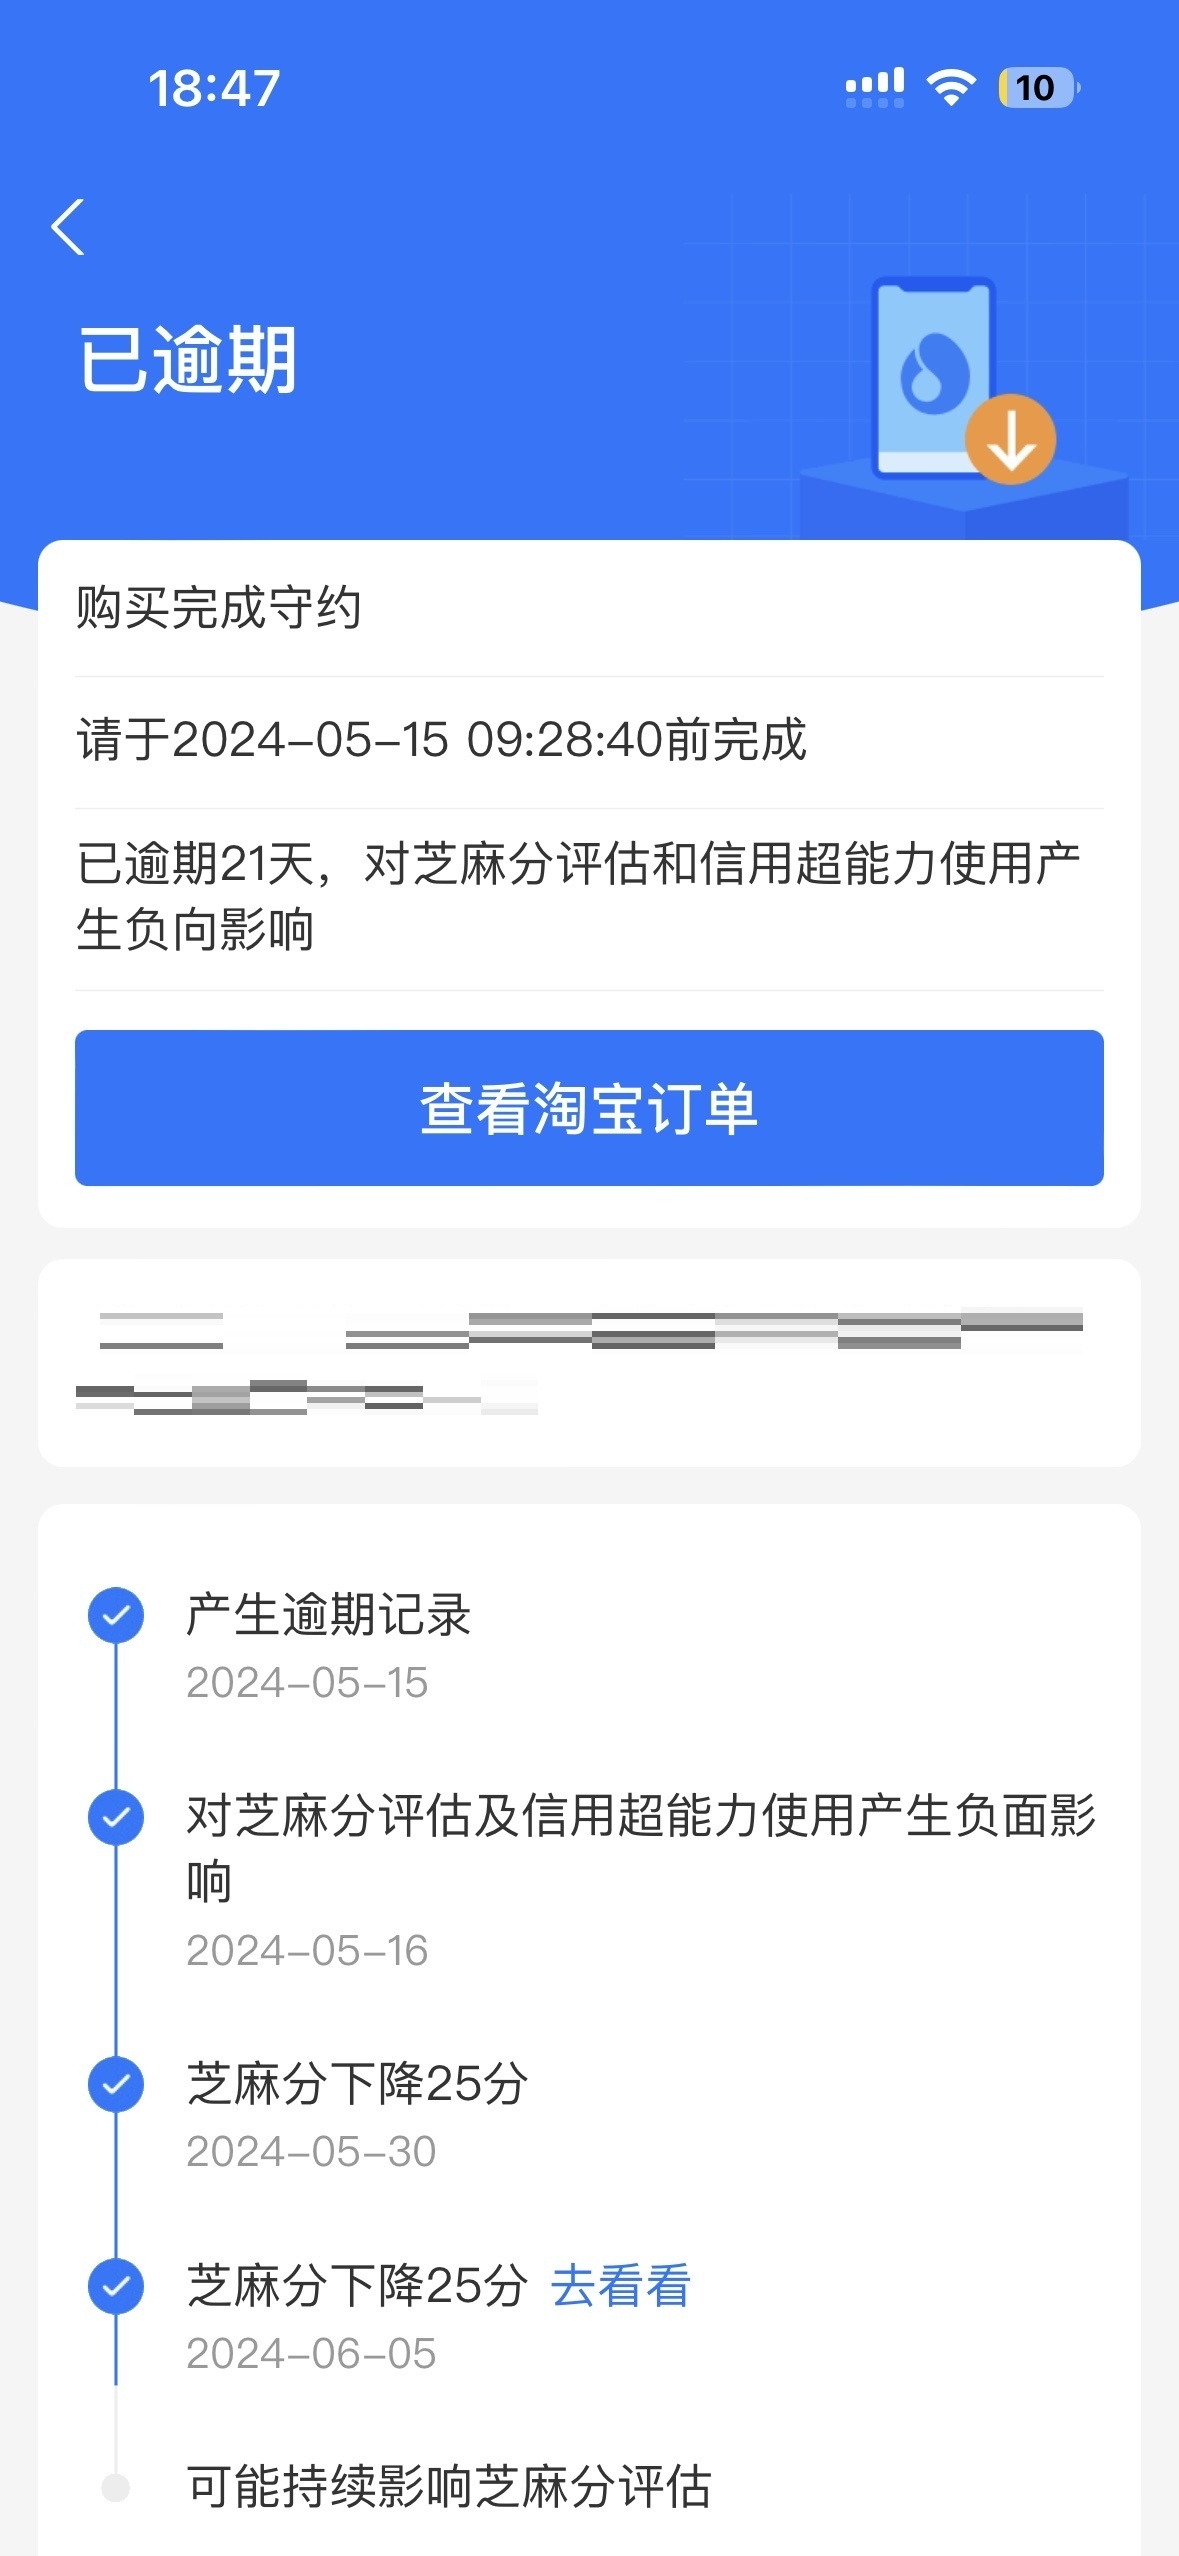 18:47
10
已逾期
购买完成守约
请于2024-05-15 09:28:40前完成
已逾期21天，对芝麻分评估和信用超能力使用产
生负向影响
查看淘宝订单
产生逾期记录
2024-05-15
对芝麻分评估及信用超能力使用产生负面影
响
2024-05-16
芝麻分下降25分
2024-05-30
芝麻分下降25分 去看看
2024-06-05
可能持续影响芝麻分评估